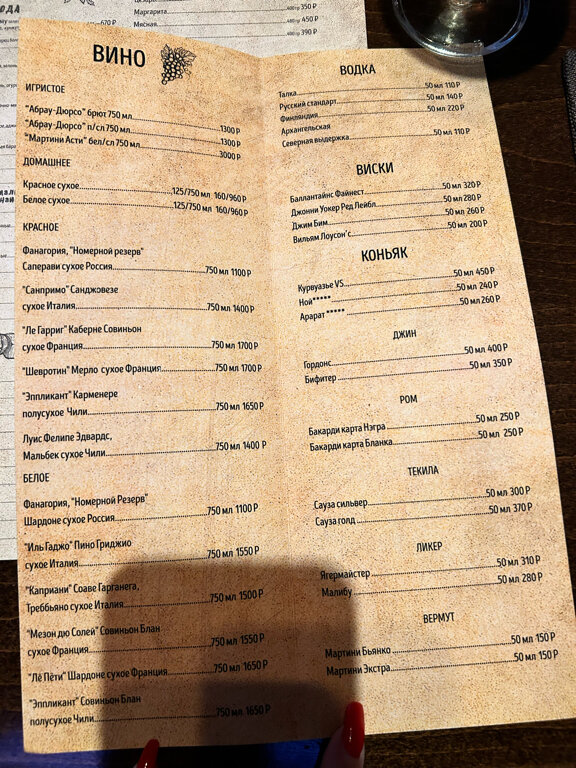 Маргарита 400гр 350 Р
Мясная 400гр 450 Р
400гр 390 Р
670 Р
ВИНО
ИГРИСТОЕ
"Абрау-Дюрсо" брют 750 мл 1300 Р
"Абрау-Дюрсо" п/сл 750 мл 1300 Р
"Мартини Асти" бел/сл 750 мл 3000 Р
ДОМАШНЕЕ
Красное сухое 125/750 мл 160/960 Р
Белое сухое 125/750 мл 160/960 Р
КРАСНОЕ
Фанагория, "Номерной резерв"
Саперави сухое Россия 750 мл 1100 Р
"Санпримо" Санджовезе
сухое Италия 750 мл 1400 Р
"Ле Гарриг" Каберне Совиньон
сухое Франция 750 мл 1700 Р
"Шевротин" Мерло сухое Франция 750 мл 1700 Р
"Эппликант" Карменере
полусухое Чили 750 мл 1650 Р
Луис Фелипе Эдвардс,
Мальбек сухое Чили 750 мл 1400 Р
БЕЛОЕ
Фанагория, "Номерной Резерв"
Шардоне сухое Россия 750 мл 1100 Р
"Иль Гаджо" Пино Гриджио
сухое Италия 750 мл 1550 Р
"Каприани" Соаве Гарганега,
Треббьяно сухое Италия 750 мл 1500 Р
"Мезон дю Солей" Совиньон Блан
сухое Франция 750 мл 1550 Р
"Лё Пёти" Шардоне сухое Франция 750 мл 1650 Р
"Эппликант" Совиньон Блан
полусухое Чили 750 мл 1650 Р
ВОДКА
Талка 50 мл 110 Р
Русский стандарт 50 мл 140 Р
Финляндия 50 мл 220 Р
Архангельская
Северная выдержка 50 мл 110 Р
ВИСКИ
Баллантайнс Файнест 50 мл 320 Р
Джонни Уокер Ред Лейбл 50 мл 280 Р
Джим Бим 50 мл 260 Р
Вильям Лоусон'с 50 мл 200 Р
КОНЬЯК
Курвуазье VS 50 мл 450 Р
Ной***** 50 мл 240 Р
Арарат ***** 50 мл 260 Р
ДЖИН
Гордонс 50 мл 400 Р
Бифитер 50 мл 350 Р
РОМ
Бакарди карта Нэгра 50 мл 250 Р
Бакарди карта Бланка 50 мл 250 Р
ТЕКИЛА
Сауза сильвер 50 мл 300 Р
Сауза голд 50 мл 370 Р
ЛИКЕР
Ягермайстер 50 мл 310 Р
Малибу 50 мл 280 Р
ВЕРМУТ
Мартини Бьянко 50 мл 150 Р
Мартини Экстра 50 мл 150 Р